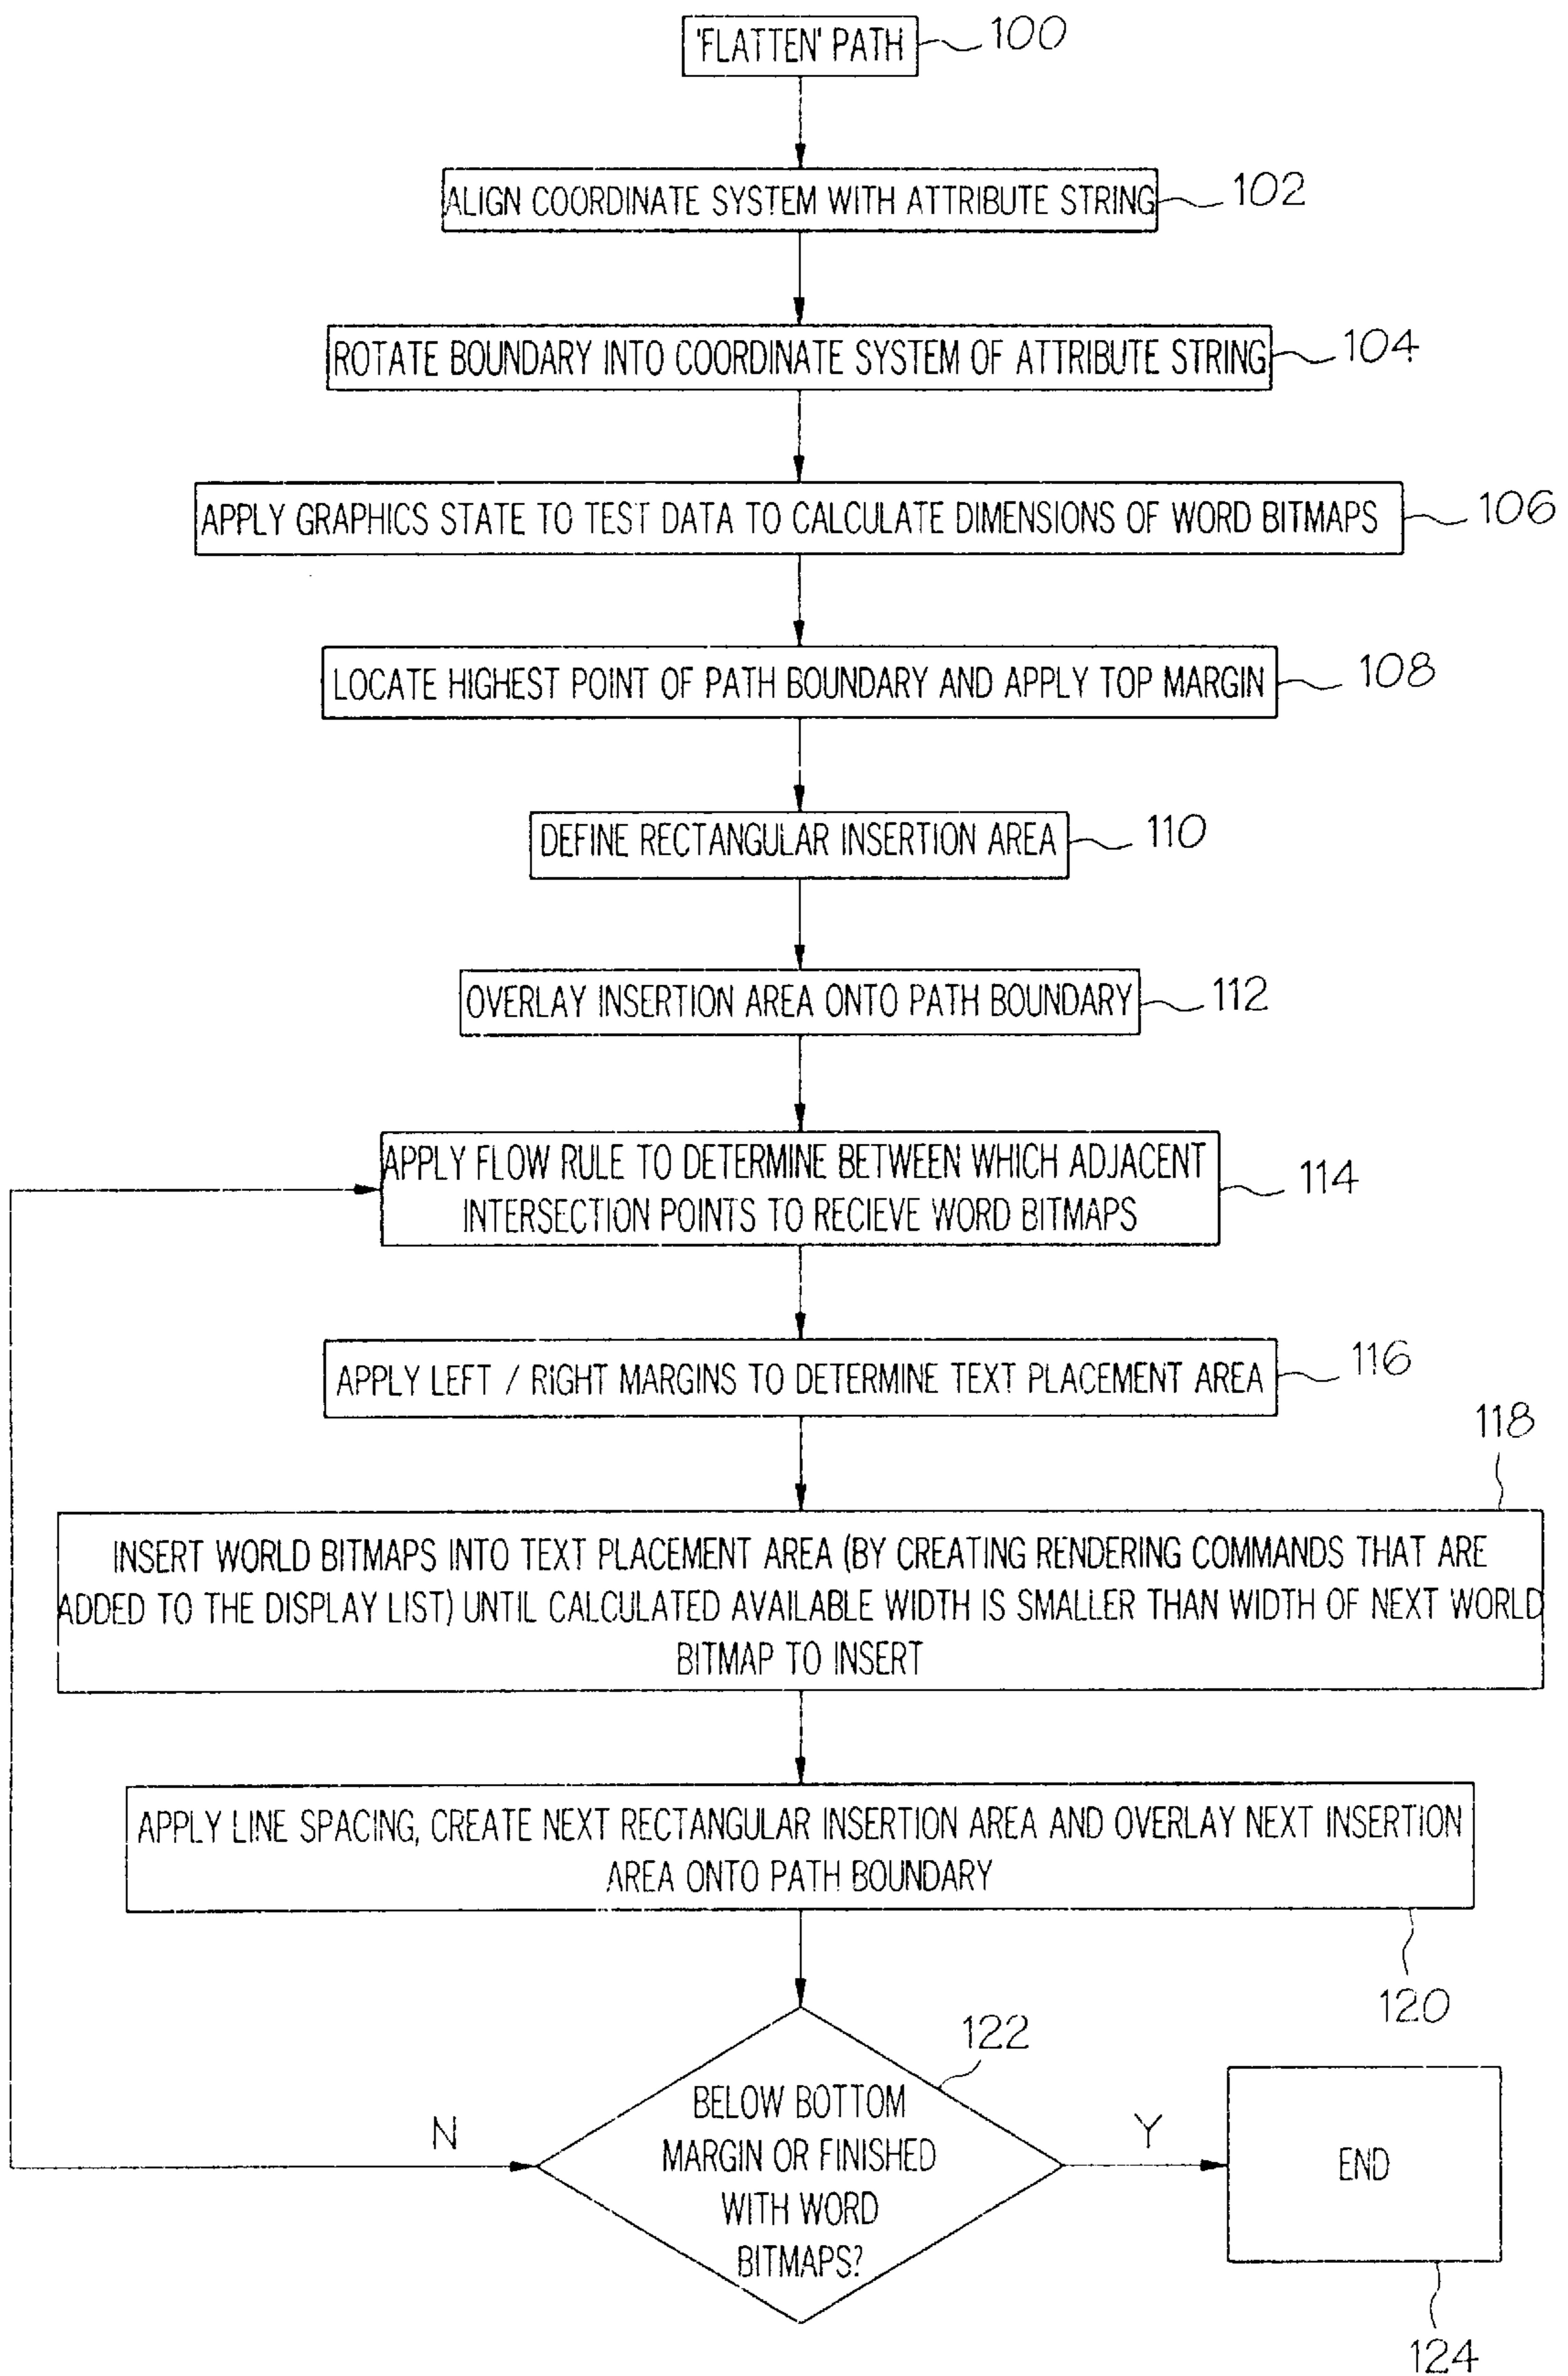 'FLATTEN' PATH
100
ALIGN COORDINATE SYSTEM WITH ATTRIBUTE STRING
102
ROTATE BOUNDARY INTO COORDINATE SYSTEM OF ATTRIBUTE STRING
104
APPLY GRAPHICS STATE TO TEST DATA TO CALCULATE DIMENSIONS OF WORD BITMAPS
106
LOCATE HIGHEST POINT OF PATH BOUNDARY AND APPLY TOP MARGIN
108
DEFINE RECTANGULAR INSERTION AREA
110
OVERLAY INSERTION AREA ONTO PATH BOUNDARY
112
APPLY FLOW RULE TO DETERMINE BETWEEN WHICH ADJACENT
INTERSECTION POINTS TO RECIEVE WORD BITMAPS
114
APPLY LEFT / RIGHT MARGINS TO DETERMINE TEXT PLACEMENT AREA
116
118
INSERT WORLD BITMAPS INTO TEXT PLACEMENT AREA (BY CREATING RENDERING COMMANDS THAT ARE
ADDED TO THE DISPLAY LIST) UNTIL CALCULATED AVAILABLE WIDTH IS SMALLER THAN WIDTH OF NEXT WORLD
BITMAP TO INSERT
APPLY LINE SPACING, CREATE NEXT RECTANGULAR INSERTION AREA AND OVERLAY NEXT INSERTION
AREA ONTO PATH BOUNDARY
120
122
BELOW BOTTOM
MARGIN OR FINISHED
WITH WORD
BITMAPS?
N
Y
END
124